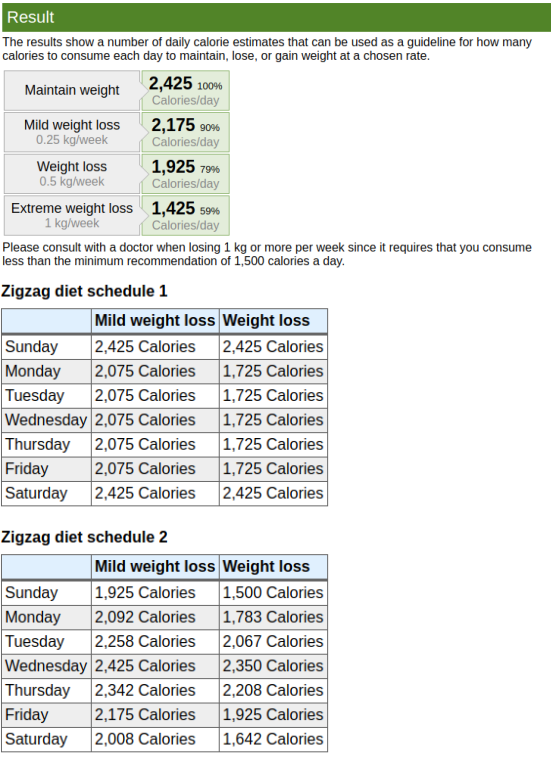 Result
The results show a number of daily calorie estimates that can be used as a guideline for how many
calories to consume each day to maintain, lose, or gain weight at a chosen rate.
Maintain weight 2,425 100%
Calories/day
Mild weight loss 2,175 90%
0.25 kg/week Calories/day
Weight loss 1,925 79%
0.5 kg/week Calories/day
Extreme weight loss 1,425 59%
1 kg/week Calories/day
Please consult with a doctor when losing 1 kg or more per week since it requires that you consume
less than the minimum recommendation of 1,500 calories a day.
Zigzag diet schedule 1
Mild weight loss Weight loss
Sunday 2,425 Calories 2,425 Calories
Monday 2,075 Calories 1,725 Calories
Tuesday 2,075 Calories 1,725 Calories
Wednesday 2,075 Calories 1,725 Calories
Thursday 2,075 Calories 1,725 Calories
Friday 2,075 Calories 1,725 Calories
Saturday 2,425 Calories 2,425 Calories
Zigzag diet schedule 2
Mild weight loss Weight loss
Sunday 1,925 Calories 1,500 Calories
Monday 2,092 Calories 1,783 Calories
Tuesday 2,258 Calories 2,067 Calories
Wednesday 2,425 Calories 2,350 Calories
Thursday 2,342 Calories 2,208 Calories
Friday 2,175 Calories 1,925 Calories
Saturday 2,008 Calories 1,642 Calories